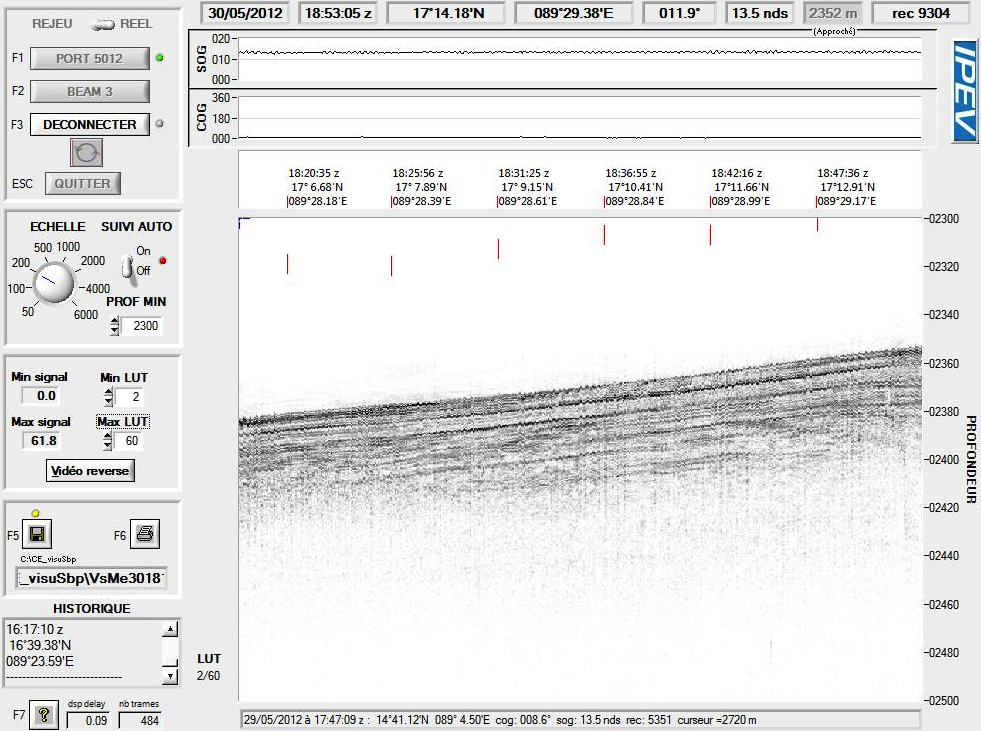 REJEU REEL
F1 PORT 5012
F2 BEAM 3
F3 DECONNECTER
ESC QUITTER
ECHELLE SUIVI AUTO
50 100 200 500 1000 2000 4000 6000
On
Off
PROF MIN
2300
Min signal Min LUT
0.0 2
Max signal Max LUT
61.8 60
Vidéo reverse
F5 F6
C:\CE_visuSbp
:_visuSbp\VsMe3018
HISTORIQUE
16:17:10 z
16°39.38'N
089°23.59'E
------------------------------
F7 ? dsp delay nb trames
0.09 484
30/05/2012 18:53:05 z 17°14.18'N 089°29.38'E 011.9° 13.5 nds 2352 m rec 9304
(Approché)
SOG
020
010
000
COG
360
180
000
IPEV
18:20:35 z 18:25:56 z 18:31:25 z 18:36:55 z 18:42:16 z 18:47:36 z
17° 6.68'N 17° 7.89'N 17° 9.15'N 17°10.41'N 17°11.66'N 17°12.91'N
089°28.18'E 089°28.39'E 089°28.61'E 089°28.84'E 089°28.99'E 089°29.17'E
02300
02320
02340
02360
02380
02400
02420
02440
02460
02480
02500
PROFONDEUR
LUT
2/60
29/05/2012 à 17:47:09 z : 14°41.12'N 089° 4.50'E cog: 008.6° sog: 13.5 nds rec: 5351 curseur =2720 m